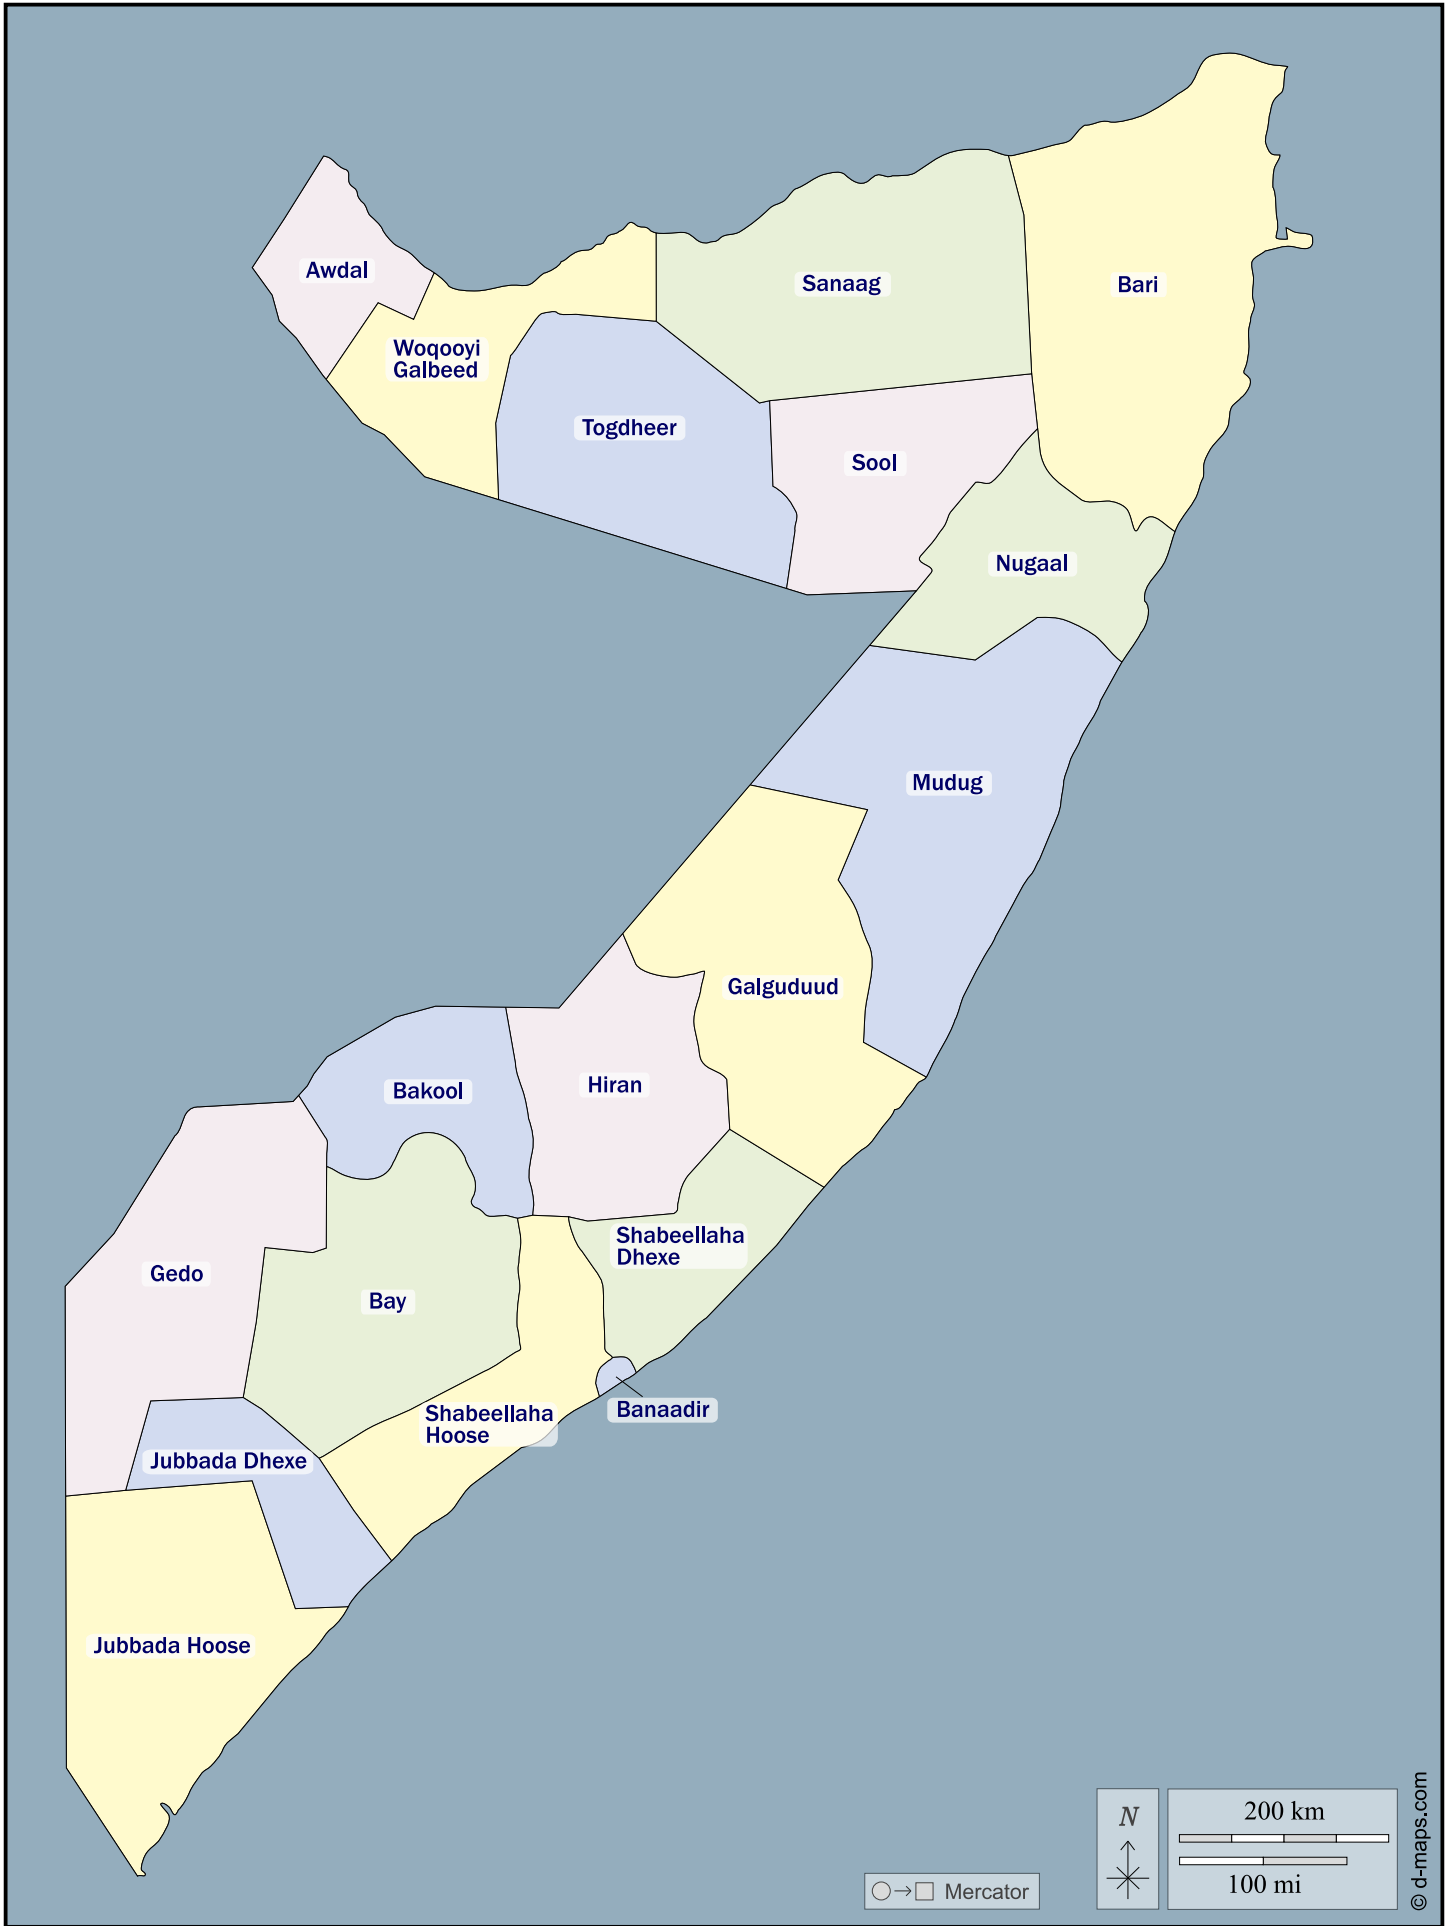 Awdal
Woqooyi
Galbeed
Togdheer
Sanaag
Bari
Sool
Nugaal
Mudug
Galguduud
Hiran
Bakool
Shabeellaha
Dhexe
Gedo
Bay
Banaadir
Shabeellaha
Hoose
Jubbada Dhexe
Jubbada Hoose
N
200 km
100 mi
Mercator
© d-maps.com